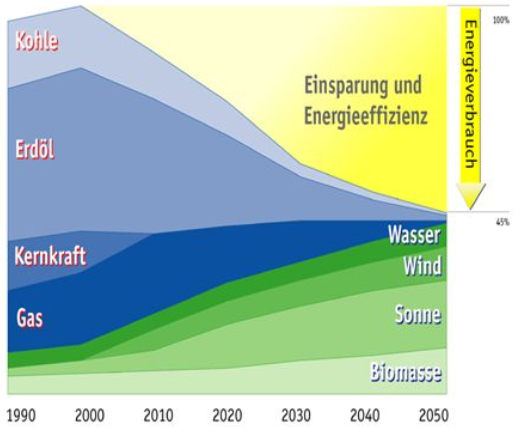 Kohle
100%
Energieverbrauch
Einsparung und
Energieeffizienz
Erdöl
45%
Wasser
Kernkraft
Wind
Gas
Sonne
Biomasse
1990 2000 2010 2020 2030 2040 2050